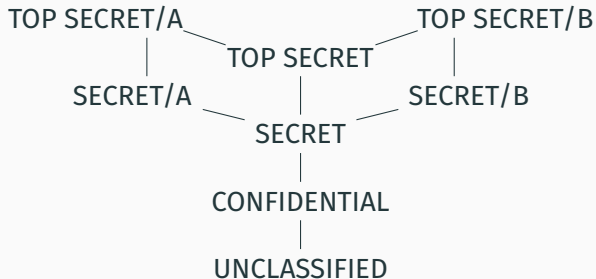 TOP SECRET/A TOP SECRET/B
TOP SECRET
SECRET/A SECRET/B
SECRET
CONFIDENTIAL
UNCLASSIFIED